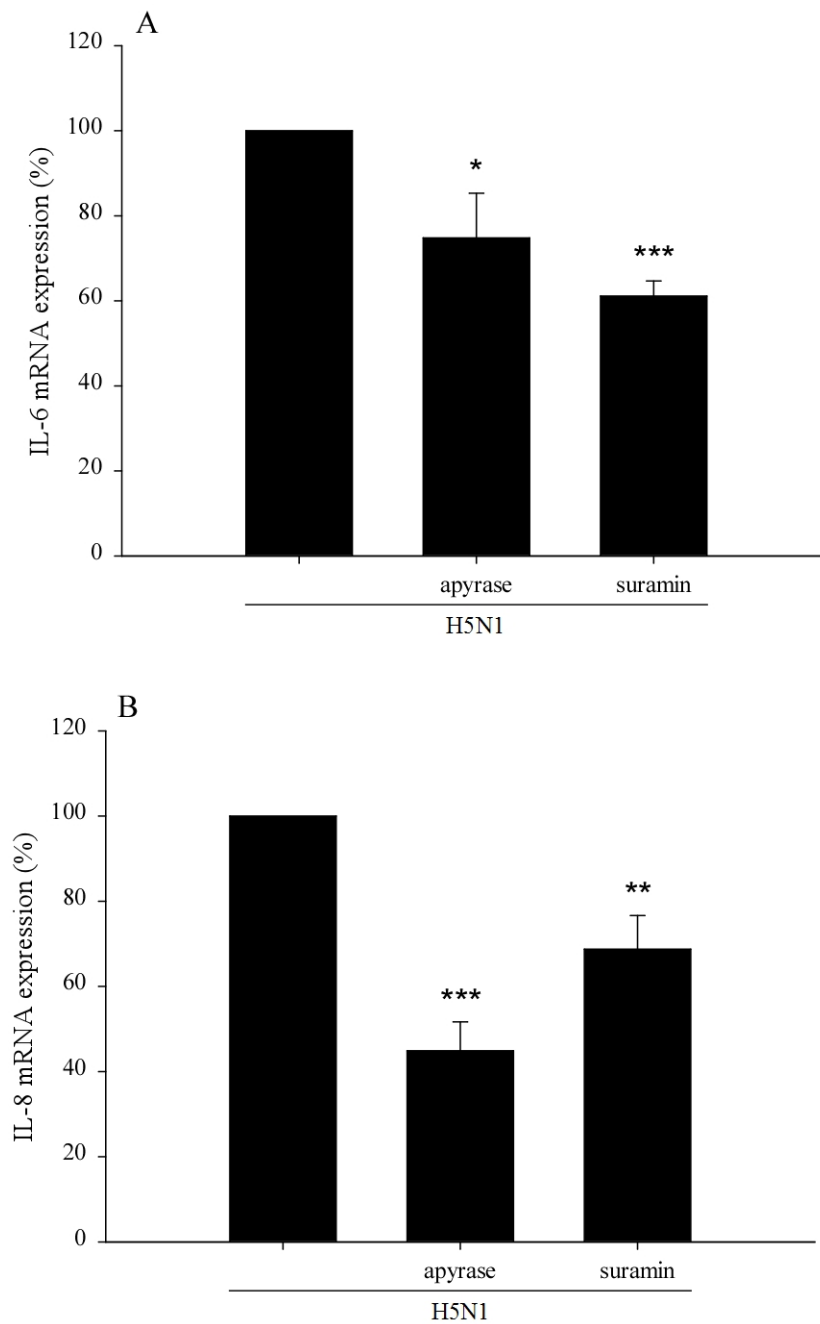 A
120
100
80
60
40
20
0
IL-6 mRNA expression (%)
*
***
apyrase suramin
H5N1
B
120
100
80
60
40
20
0
IL-8 mRNA expression (%)
***
**
apyrase suramin
H5N1